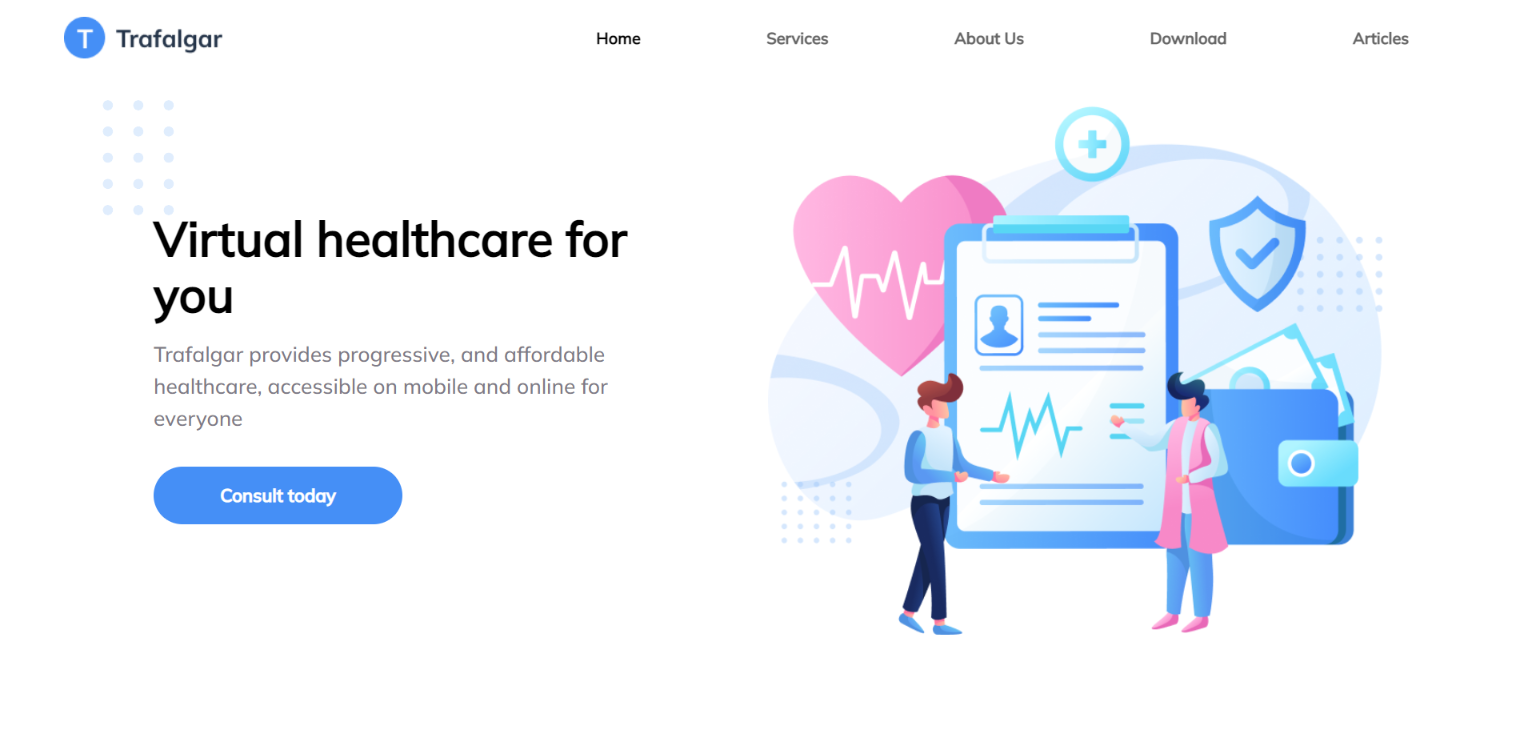 T Trafalgar
Home Services About Us Download Articles
Virtual healthcare for
you
Trafalgar provides progressive, and affordable
healthcare, accessible on mobile and online for
everyone
Consult today